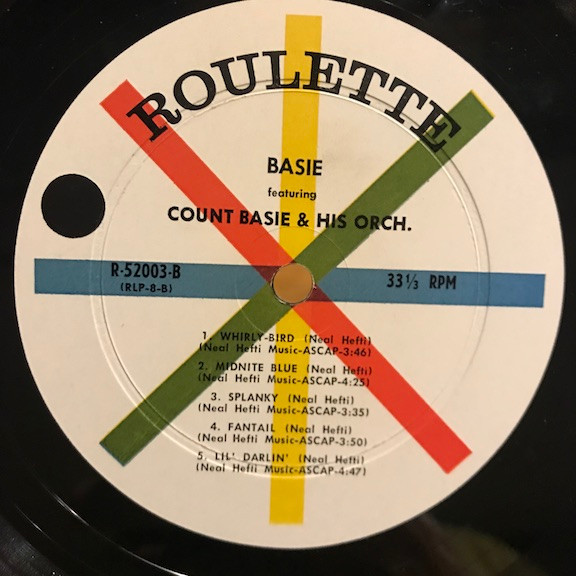 ROULETTE
BASIE
featuring
COUNT BASIE & HIS ORCH.
R-52003-B
(RLP-8-B)
33⅓ RPM
1. WHIRLY-BIRD (Neal Hefti)
(Neal Hefti Music-ASCAP-3:46)
2. MIDNITE BLUE (Neal Hefti)
(Neal Hefti Music-ASCAP-4:25)
3. SPLANKY (Neal Hefti)
(Neal Hefti Music-ASCAP-3:35)
4. FANTAIL (Neal Hefti)
(Neal Hefti Music-ASCAP-3:50)
5. LIL' DARLIN' (Neal Hefti)
(Neal Hefti Music-ASCAP-4:47)